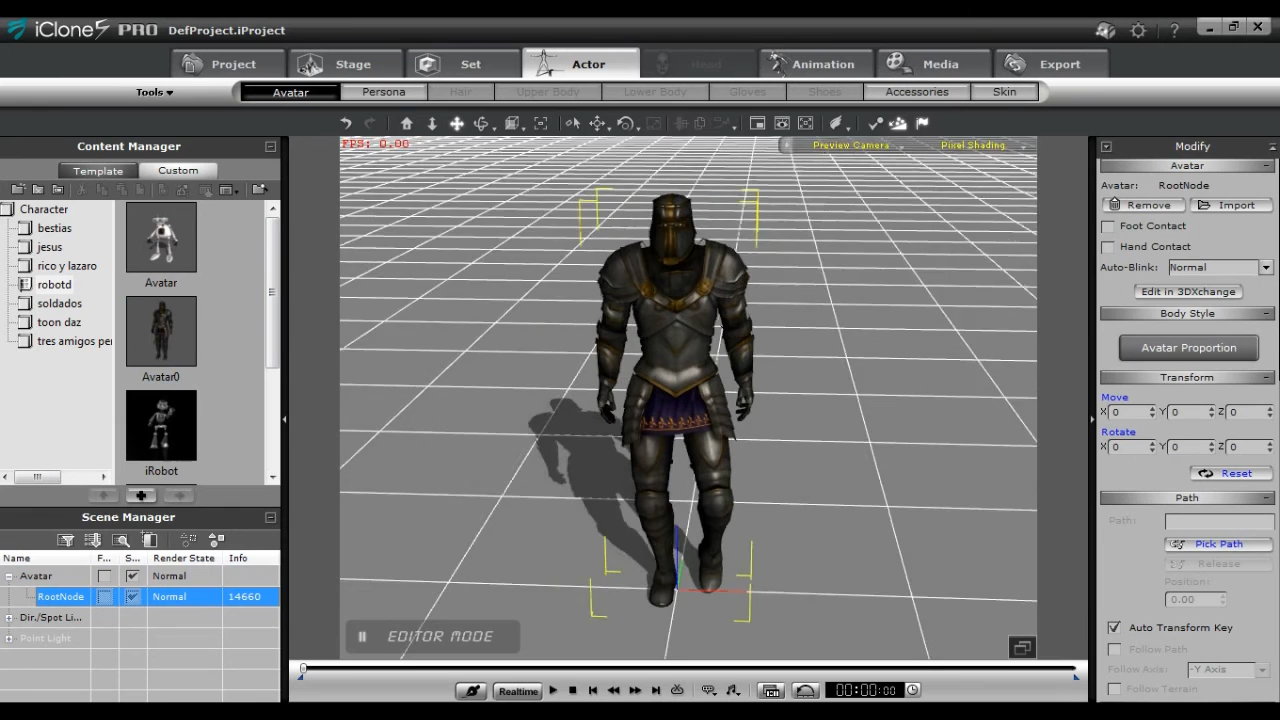 iClone5 PRO DefProject.iProject
Project Stage Set Actor Head Animation Media Export
Tools Avatar Persona Hair Upper Body Lower Body Gloves Shoes Accessories Skin
Content Manager
Template Custom
Character
bestias
jesus
rico y lazaro
robotd
soldados
toon daz
tres amigos per
Avatar
Avatar0
iRobot
Scene Manager
Name F... S... Render State Info
Avatar Normal
RootNode Normal 14660
Dir./Spot Li...
Point Light
FPS: 0.00
Preview Camera
Pixel Shading
EDITOR MODE
Realtime 00:00:00
Modify
Avatar
Avatar: RootNode
Remove Import
Foot Contact
Hand Contact
Auto-Blink: Normal
Edit in 3DXchange
Body Style
Avatar Proportion
Transform
Move
X 0 Y 0 Z 0
Rotate
X 0 Y 0 Z 0
Reset
Path
Path:
Pick Path
Release
Position:
0.00
Auto Transform Key
Follow Path
Follow Axis: -Y Axis
Follow Terrain